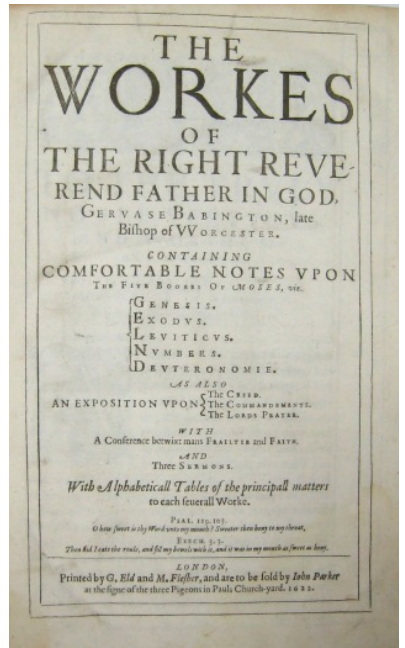 THE
WORKES
OF
THE RIGHT REVE-
REND FATHER IN GOD,
GERVASE BABINGTON, late
Bishop of VVORCESTER.
CONTAINING
COMFORTABLE NOTES VPON
THE FIVE BOOKES OF MOSES, viz.
GENESIS.
EXODVS.
LEVITICVS.
NVMBERS.
DEVTERONOMIE.
AS ALSO
AN EXPOSITION VPON
The CREED.
The COMMANDEMENTS.
The LORDS PRAYER.
WITH
A Conference betwixt mans FRAILTIE and FAITH.
AND
Three SERMONS.
With Alphabeticall Tables of the principall matters
to each seuerall Worke.
PSAL. 119.103.
O how sweet is thy Word vnto my mouth! Sweeter then hony to my throat,
EZECH. 3.3.
Then did I eate the roule, and fill my bowels with it, and it was in my mouth as sweet as hony.
LONDON,
Printed by G. Eld and M. Flesher, and are to be sold by Iohn Parker
at the signe of the three Pigeons in Pauls Church-yard. 1622.